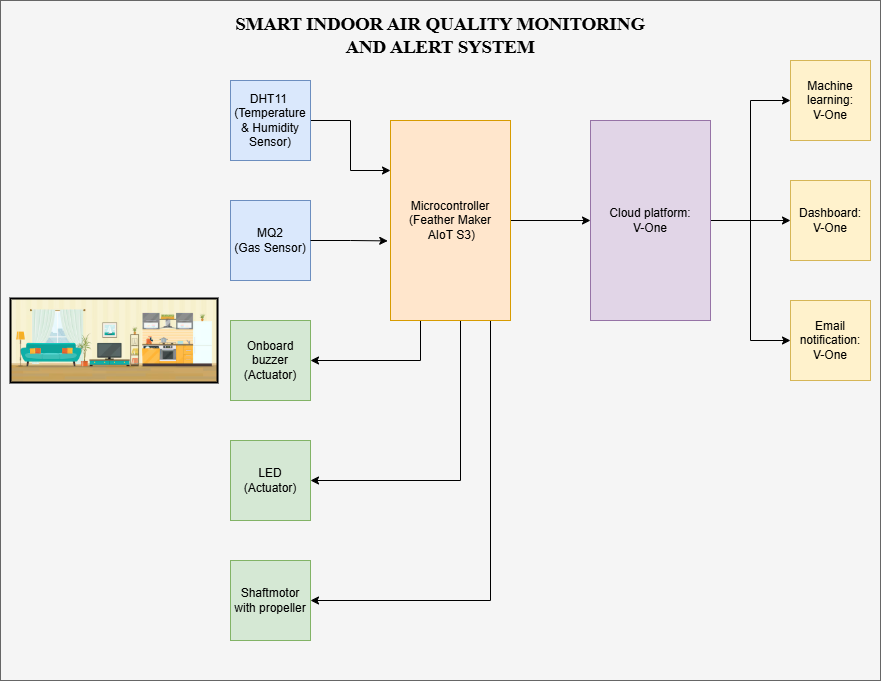 SMART INDOOR AIR QUALITY MONITORING
AND ALERT SYSTEM
DHT11
(Temperature
& Humidity
Sensor)
MQ2
(Gas Sensor)
Onboard
buzzer
(Actuator)
LED
(Actuator)
Shaftmotor
with propeller
Microcontroller
(Feather Maker
AIoT S3)
Cloud platform:
V-One
Machine
learning:
V-One
Dashboard:
V-One
Email
notification:
V-One